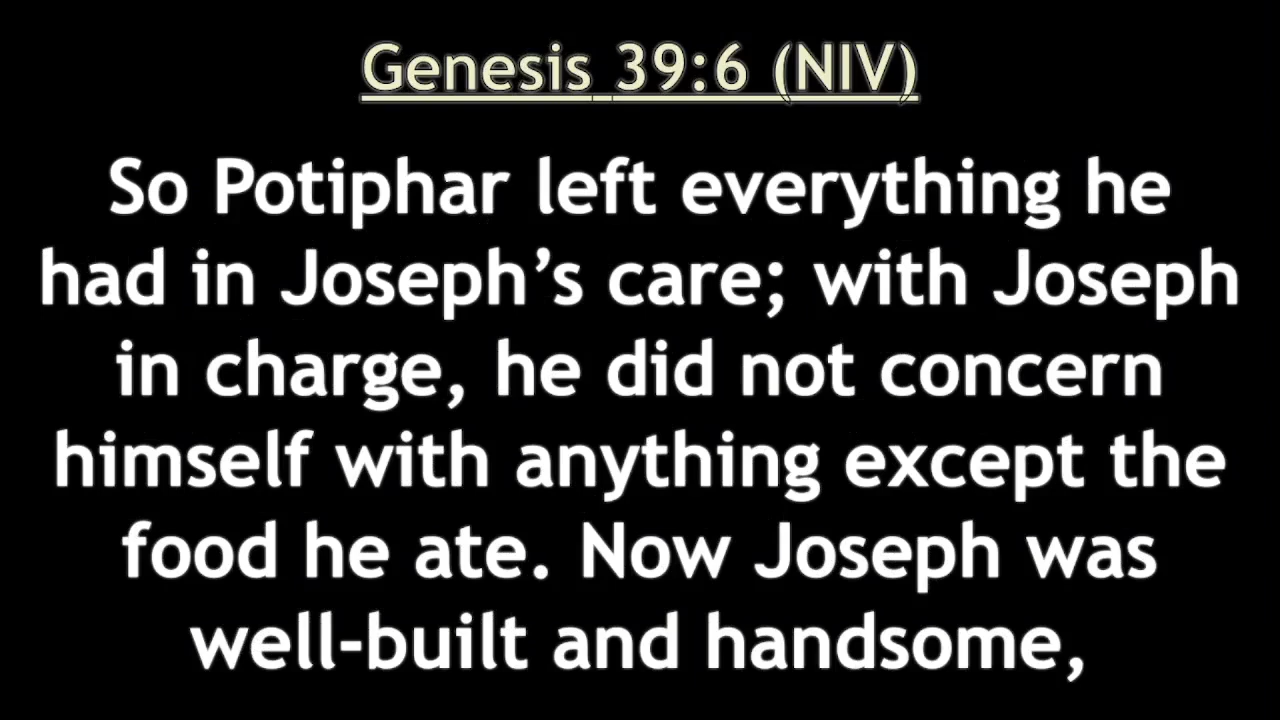 Genesis 39:6 (NIV)
So Potiphar left everything he
had in Joseph’s care; with Joseph
in charge, he did not concern
himself with anything except the
food he ate. Now Joseph was
well-built and handsome,